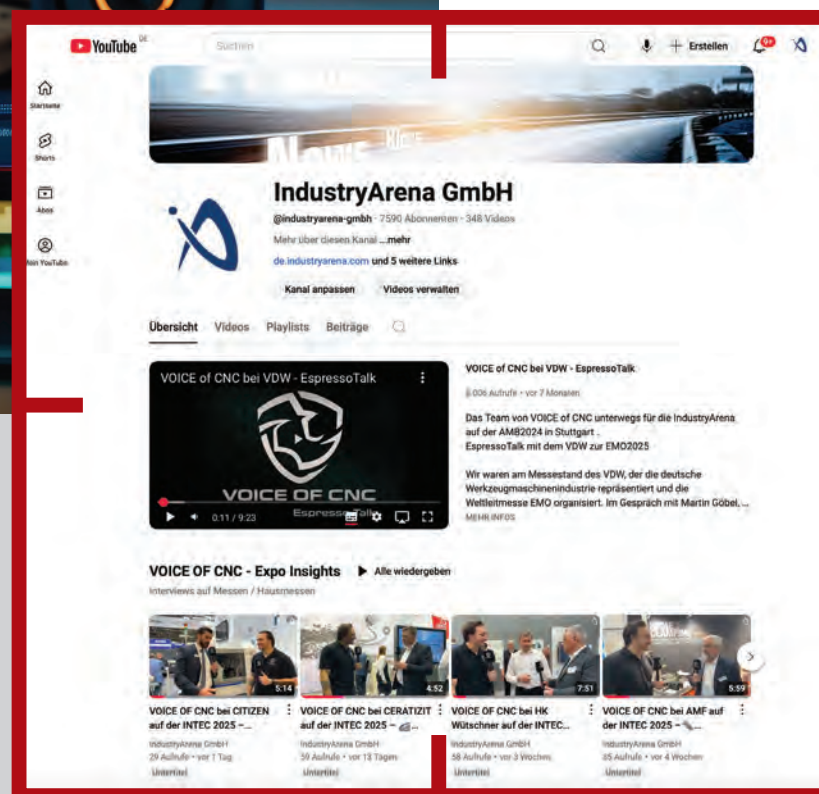 YouTube DE
Suchen
Erstellen
9+
Startseite
Shorts
Abos
Mein YouTube
News
IndustryArena GmbH
@industryarena-gmbh · 7590 Abonnenten · 348 Videos
Mehr über diesen Kanal ...mehr
de.industryarena.com und 5 weitere Links
Kanal anpassen Videos verwalten
Übersicht Videos Playlists Beiträge
VOICE of CNC bei VDW - EspressoTalk
VOICE OF CNC
EspressoTalk
0:11 / 9:23
VOICE of CNC bei VDW - EspressoTalk
Aufrufe • vor 7 Monaten
Das Team von VOICE of CNC unterwegs für die IndustryArena
auf der AMB2024 in Stuttgart .
EspressoTalk mit dem VDW zur EMO2025
Wir waren am Messestand des VDW, der die deutsche
Werkzeugmaschinenindustrie repräsentiert und die
Weltleitmesse EMO organisiert. Im Gespräch mit Martin Göbel, ...
MEHR INFOS
VOICE OF CNC - Expo Insights Alle wiedergeben
Interviews auf Messen / Hausmessen
5:14
4:52
7:51
5:59
VOICE OF CNC bei CITIZEN
auf der INTEC 2025 –...
IndustryArena GmbH
29 Aufrufe • vor 1 Tag
Untertitel
VOICE OF CNC bei CERATIZIT
auf der INTEC 2025 – ...
IndustryArena GmbH
59 Aufrufe • vor 13 Tagen
Untertitel
VOICE OF CNC bei HK
Wütschner auf der INTEC...
IndustryArena GmbH
58 Aufrufe • vor 3 Wochen
Untertitel
VOICE OF CNC bei AMF auf
der INTEC 2025 – ...
IndustryArena GmbH
85 Aufrufe • vor 4 Wochen
Untertitel